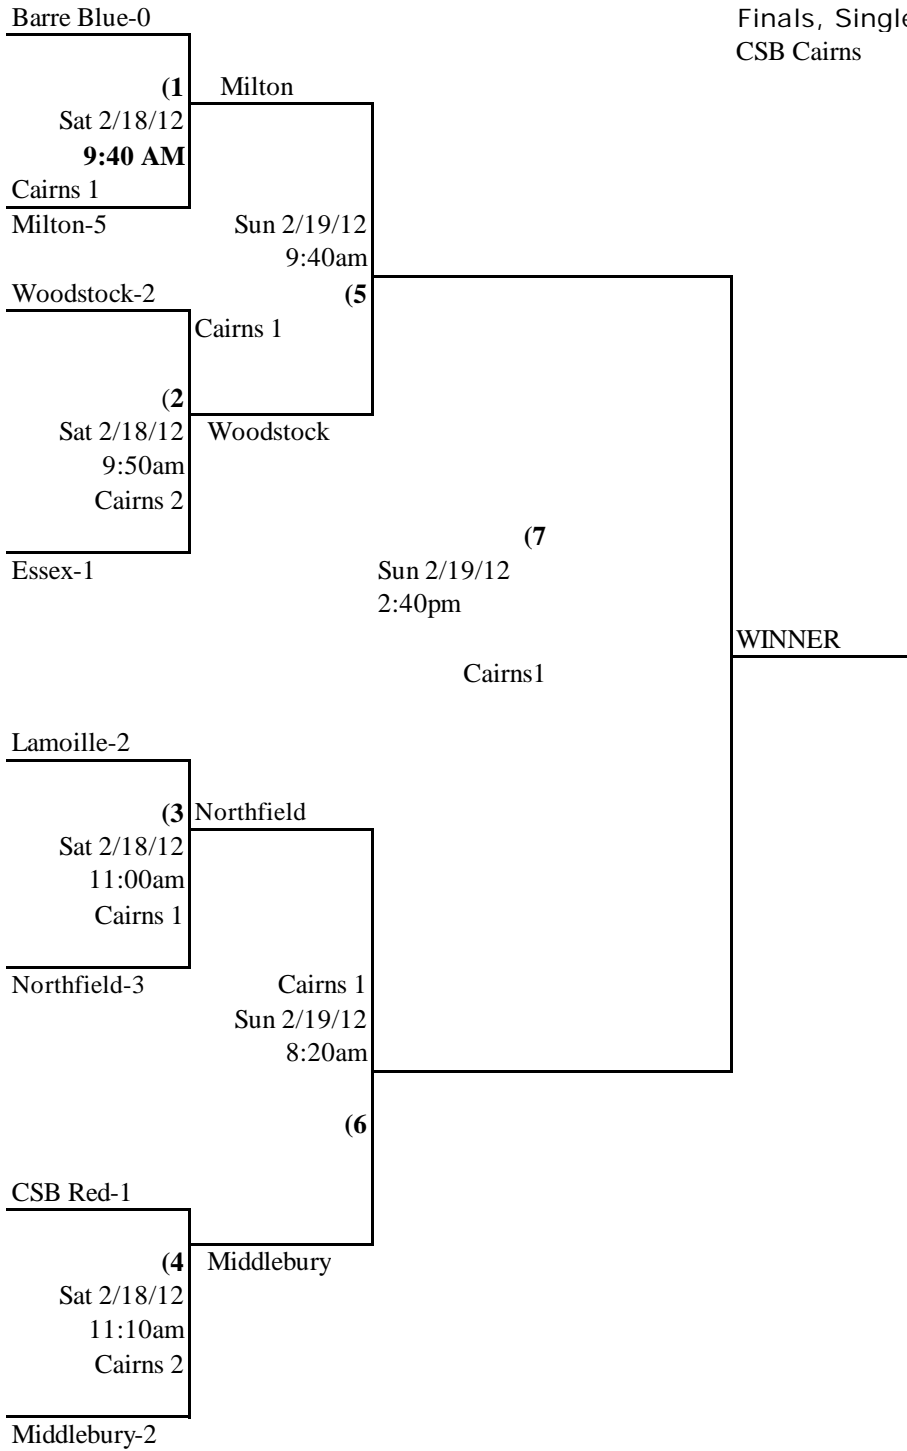 Barre Blue-0
Finals, Single
CSB Cairns
(1
Milton
Sat 2/18/12
9:40 AM
Cairns 1
Milton-5
Sun 2/19/12
9:40am
Woodstock-2
(5
Cairns 1
(2
Sat 2/18/12
Woodstock
9:50am
Cairns 2
(7
Essex-1
Sun 2/19/12
2:40pm
WINNER
Cairns1
Lamoille-2
(3
Northfield
Sat 2/18/12
11:00am
Cairns 1
Northfield-3
Cairns 1
Sun 2/19/12
8:20am
(6
CSB Red-1
(4
Middlebury
Sat 2/18/12
11:10am
Cairns 2
Middlebury-2